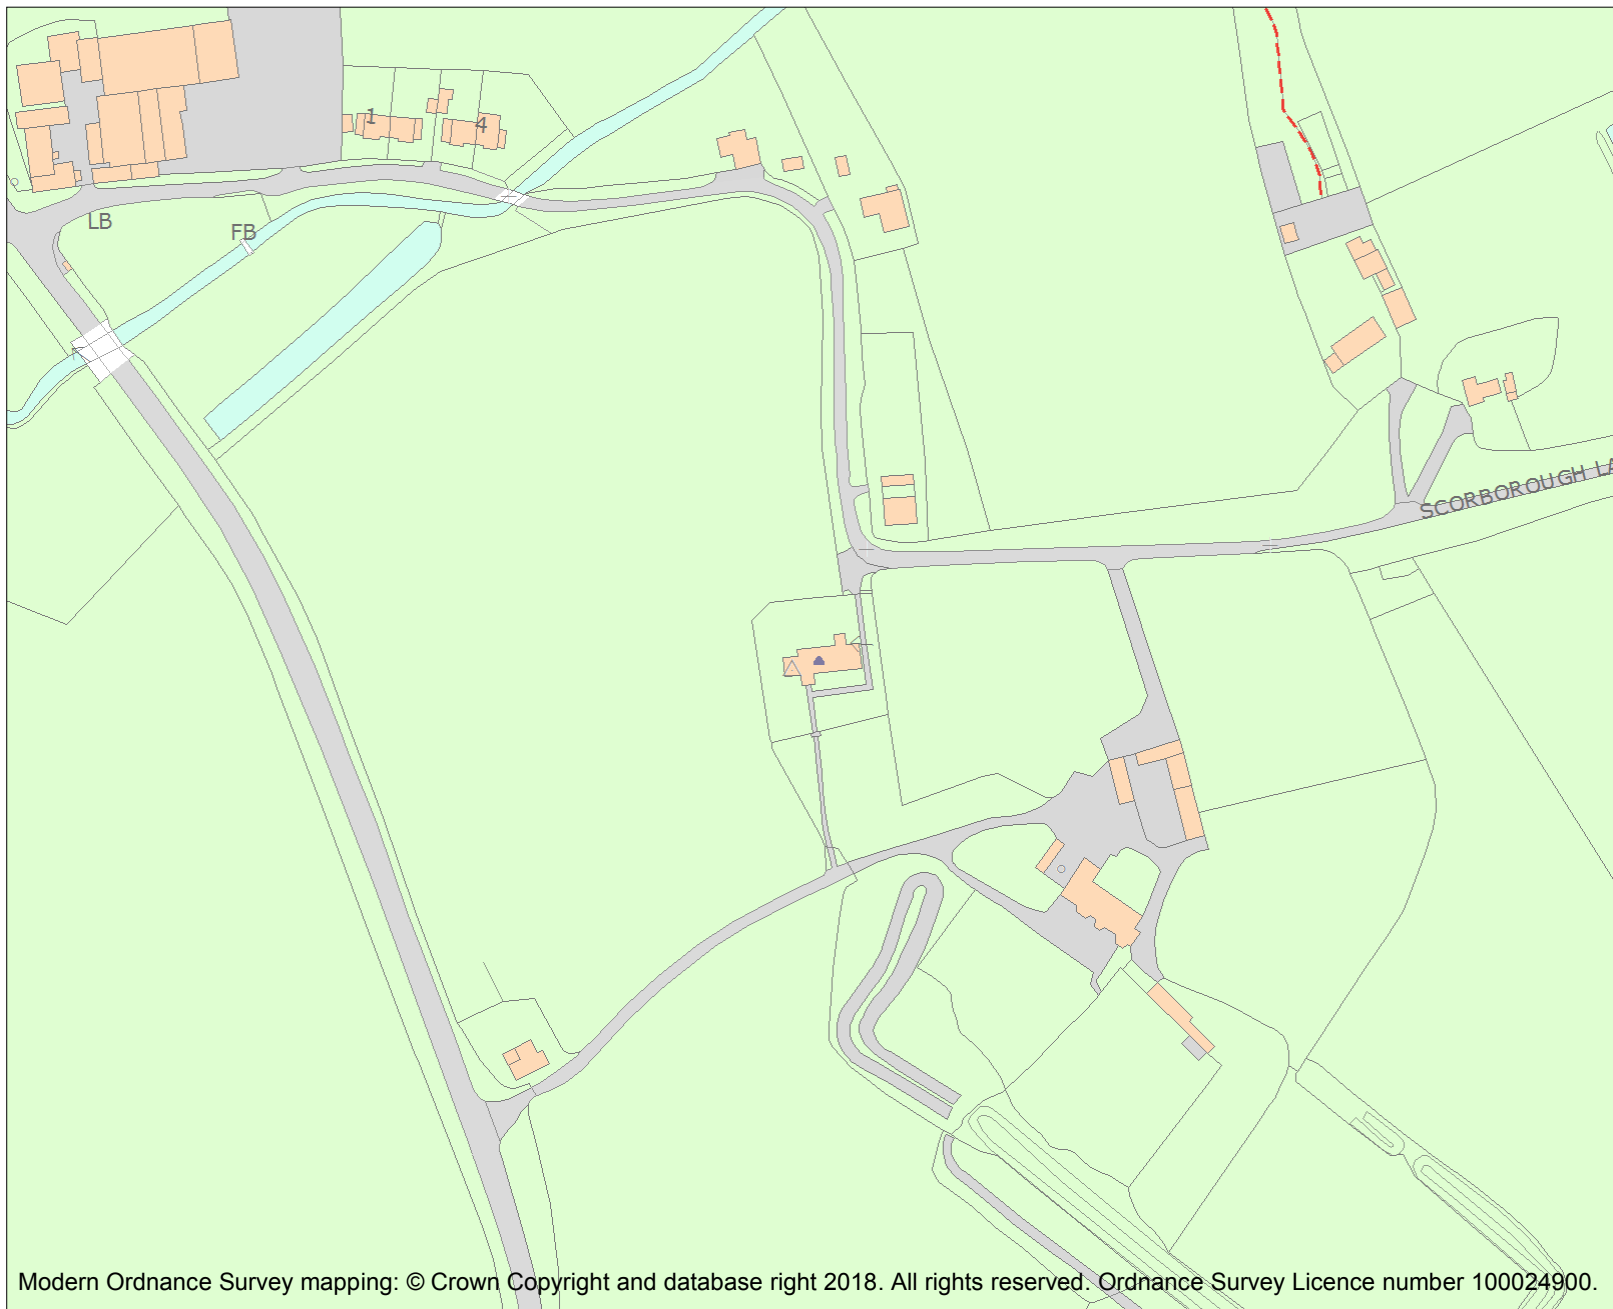 1
4
LB
FB
SCORBOROUGH LA
Modern Ordnance Survey mapping: © Crown Copyright and database right 2018. All rights reserved. Ordnance Survey Licence number 100024900.